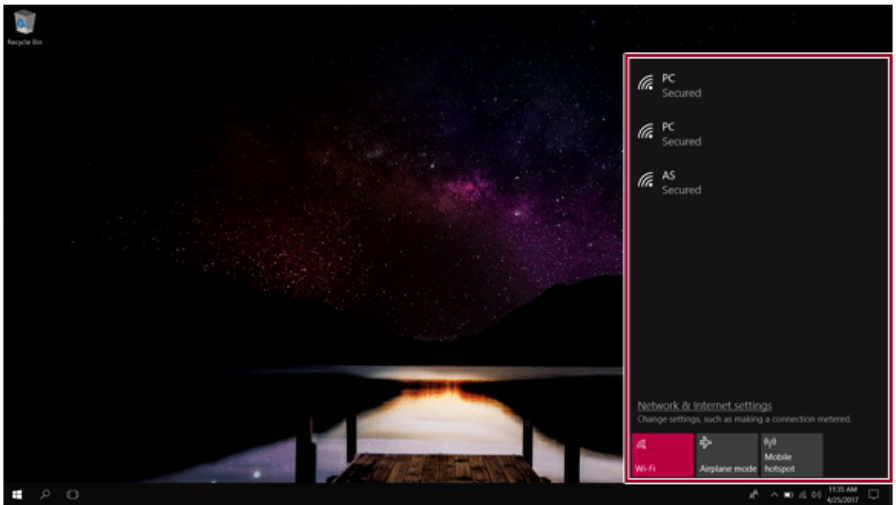 Recycle Bin
PC
Secured
PC
Secured
AS
Secured
Network & Internet settings
Change settings, such as making a connection metered.
Wi-Fi
Airplane mode
Mobile
hotspot
11:35 AM
4/25/2017